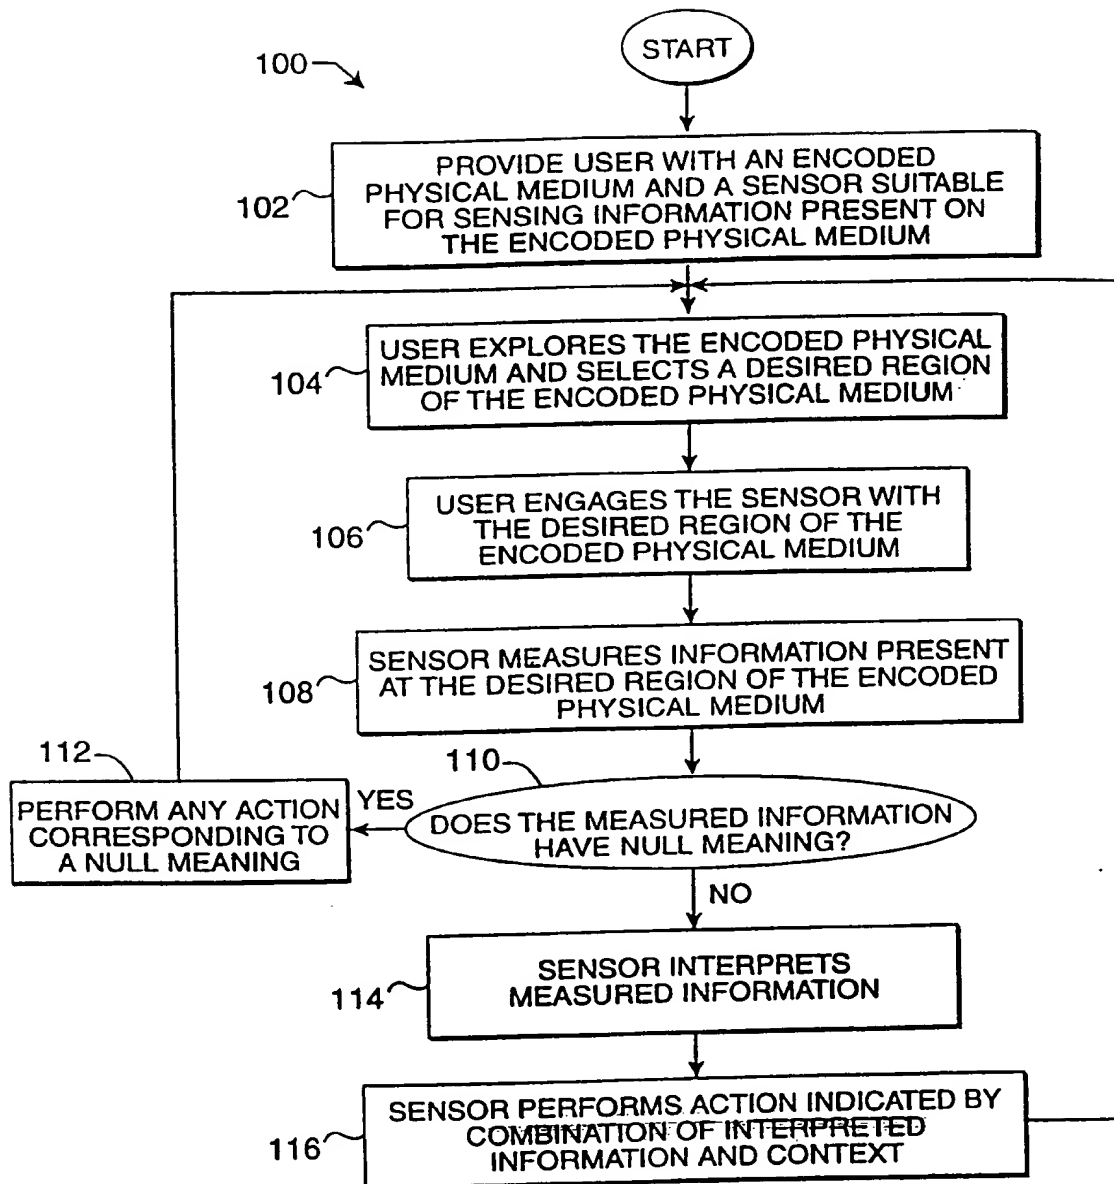 START
100
PROVIDE USER WITH AN ENCODED
PHYSICAL MEDIUM AND A SENSOR SUITABLE
FOR SENSING INFORMATION PRESENT ON
THE ENCODED PHYSICAL MEDIUM
102
USER EXPLORES THE ENCODED PHYSICAL
MEDIUM AND SELECTS A DESIRED REGION
OF THE ENCODED PHYSICAL MEDIUM
104
USER ENGAGES THE SENSOR WITH
THE DESIRED REGION OF THE
ENCODED PHYSICAL MEDIUM
106
SENSOR MEASURES INFORMATION PRESENT
AT THE DESIRED REGION OF THE ENCODED
PHYSICAL MEDIUM
108
112
PERFORM ANY ACTION
CORRESPONDING TO
A NULL MEANING
YES
110
DOES THE MEASURED INFORMATION
HAVE NULL MEANING?
NO
SENSOR INTERPRETS
MEASURED INFORMATION
114
SENSOR PERFORMS ACTION INDICATED BY
COMBINATION OF INTERPRETED
INFORMATION AND CONTEXT
116